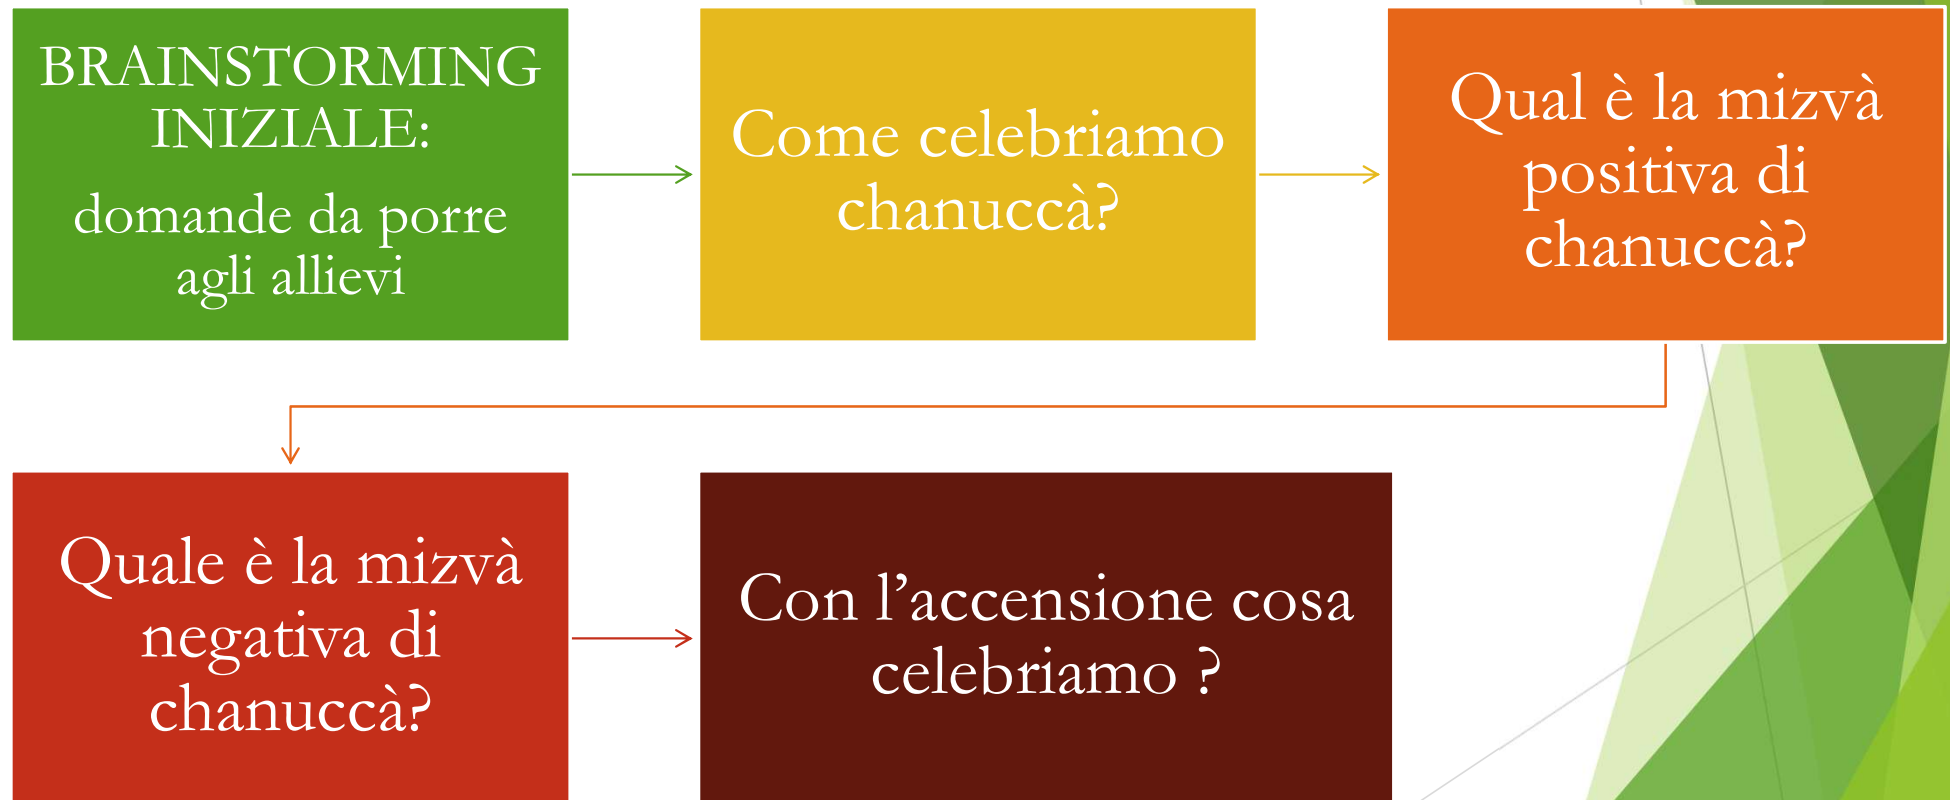 BRAINSTORMING
INIZIALE:
domande da porre
agli allievi
Come celebriamo
chanuccà?
Qual è la mizvà
positiva di
chanuccà?
Quale è la mizvà
negativa di
chanuccà?
Con l’accensione cosa
celebriamo ?